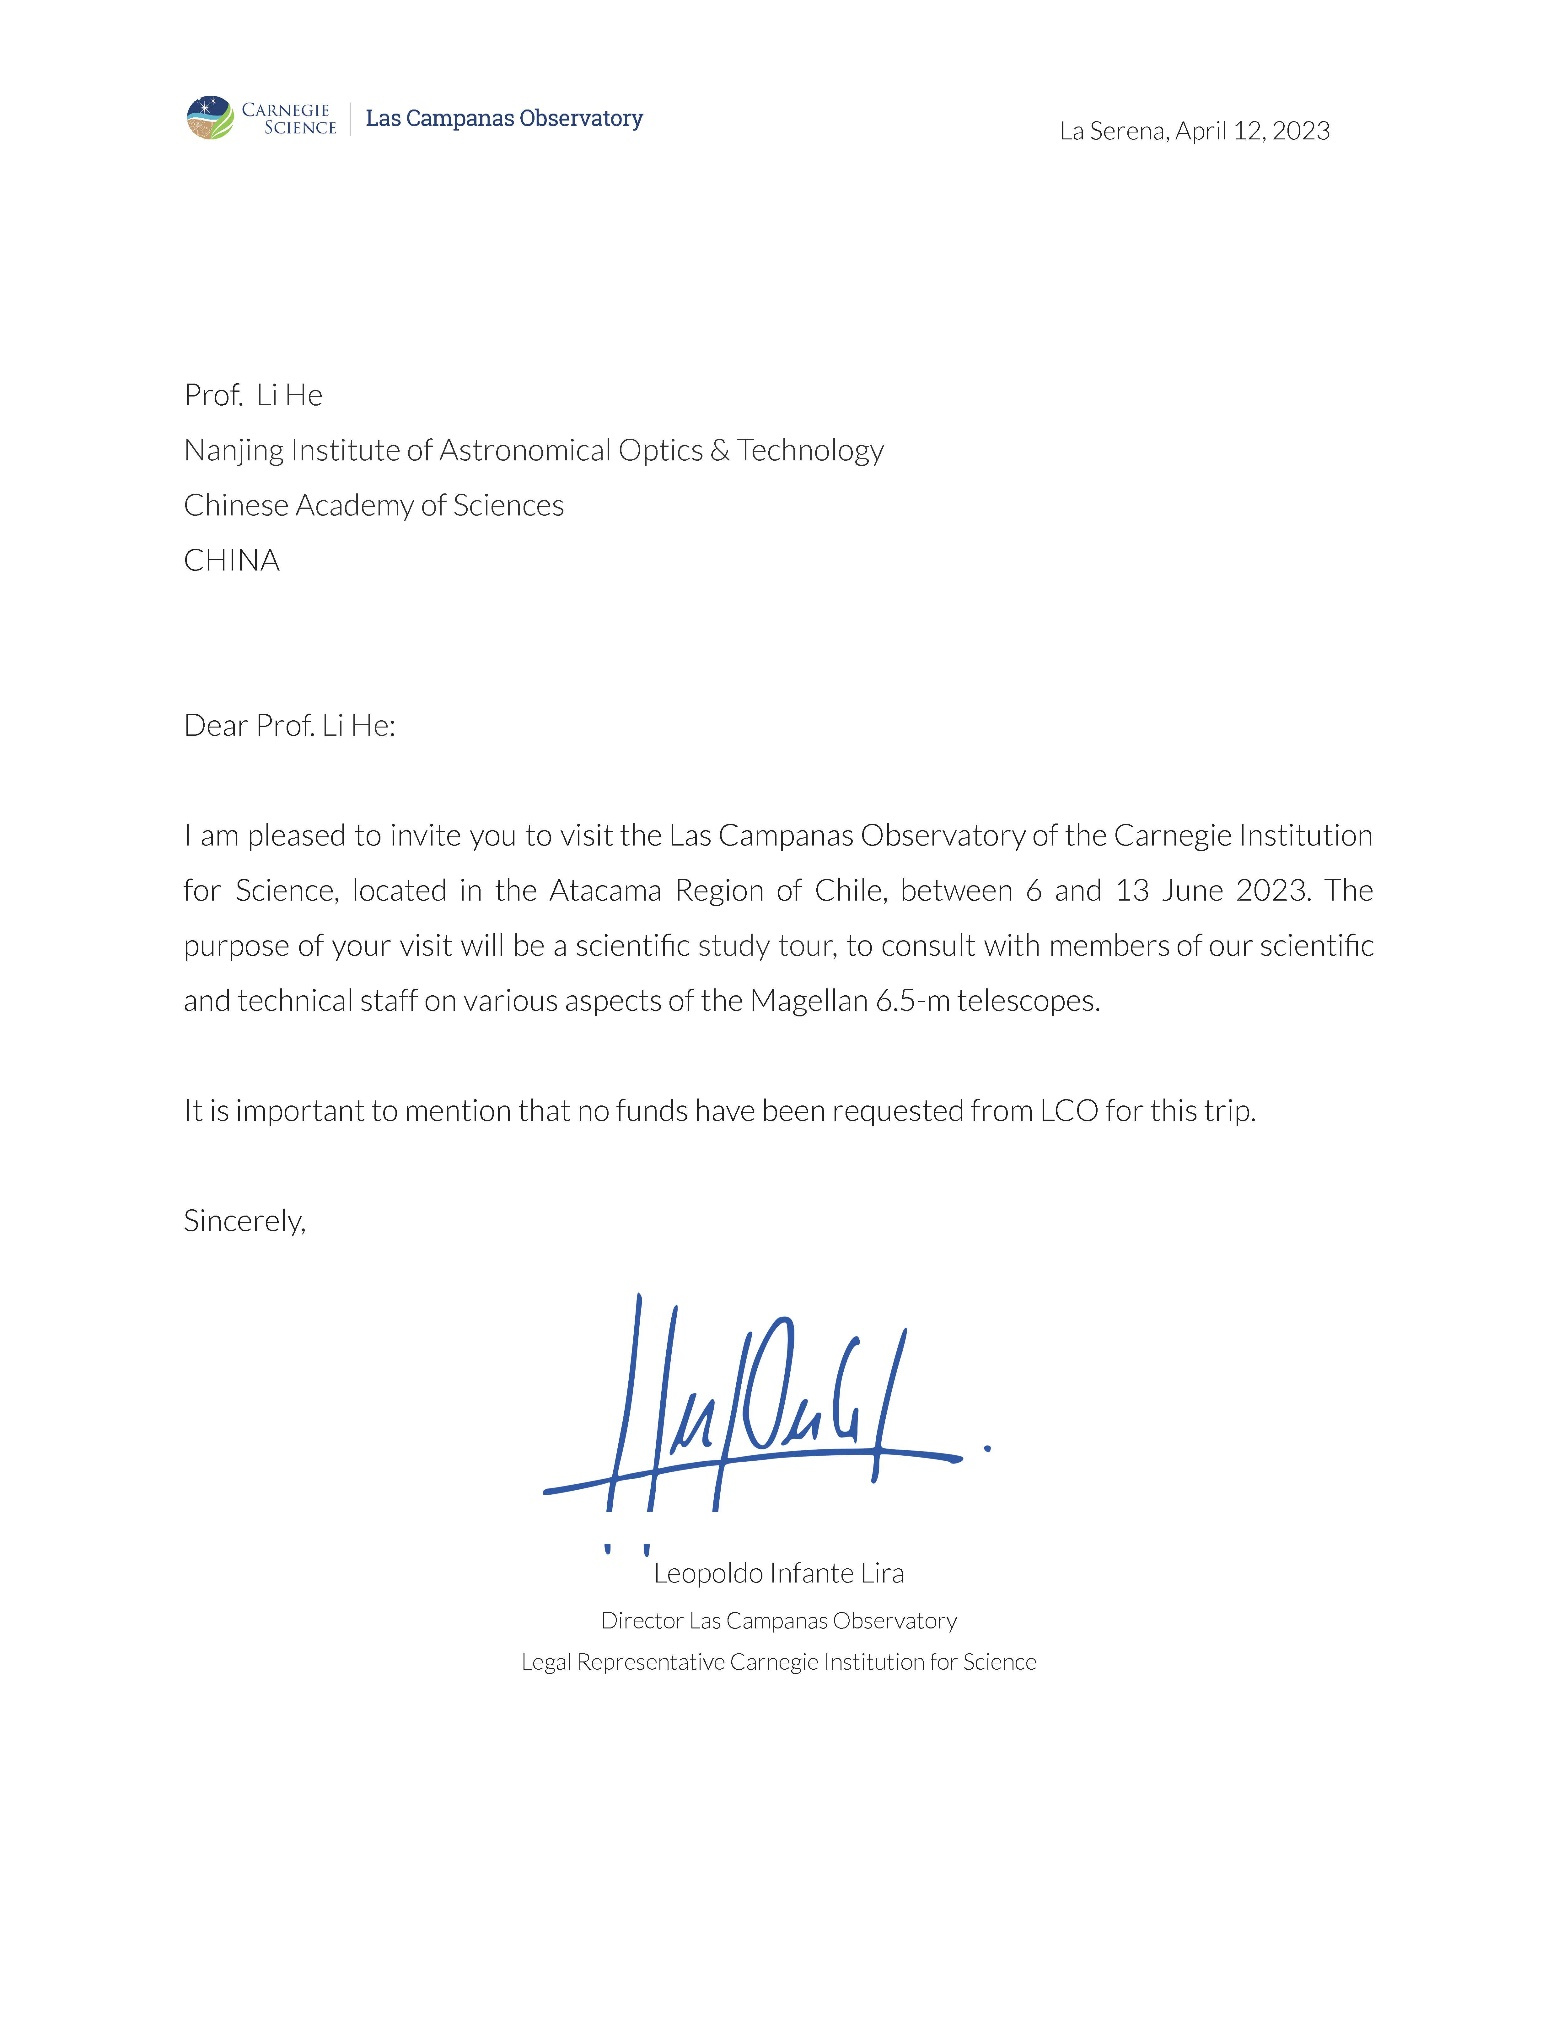 CARNEGIE
SCIENCE
Las Campanas Observatory
La Serena, April 12, 2023
Prof.  Li He
Nanjing Institute of Astronomical Optics & Technology
Chinese Academy of Sciences
CHINA
Dear Prof. Li He:
I am pleased to invite you to visit the Las Campanas Observatory of the Carnegie Institution
for Science, located in the Atacama Region of Chile, between 6 and 13 June 2023. The
purpose of your visit will be a scientific study tour, to consult with members of our scientific
and technical staff on various aspects of the Magellan 6.5-m telescopes.
It is important to mention that no funds have been requested from LCO for this trip.
Sincerely,
Leopoldo Infante Lira
Director Las Campanas Observatory
Legal Representative Carnegie Institution for Science